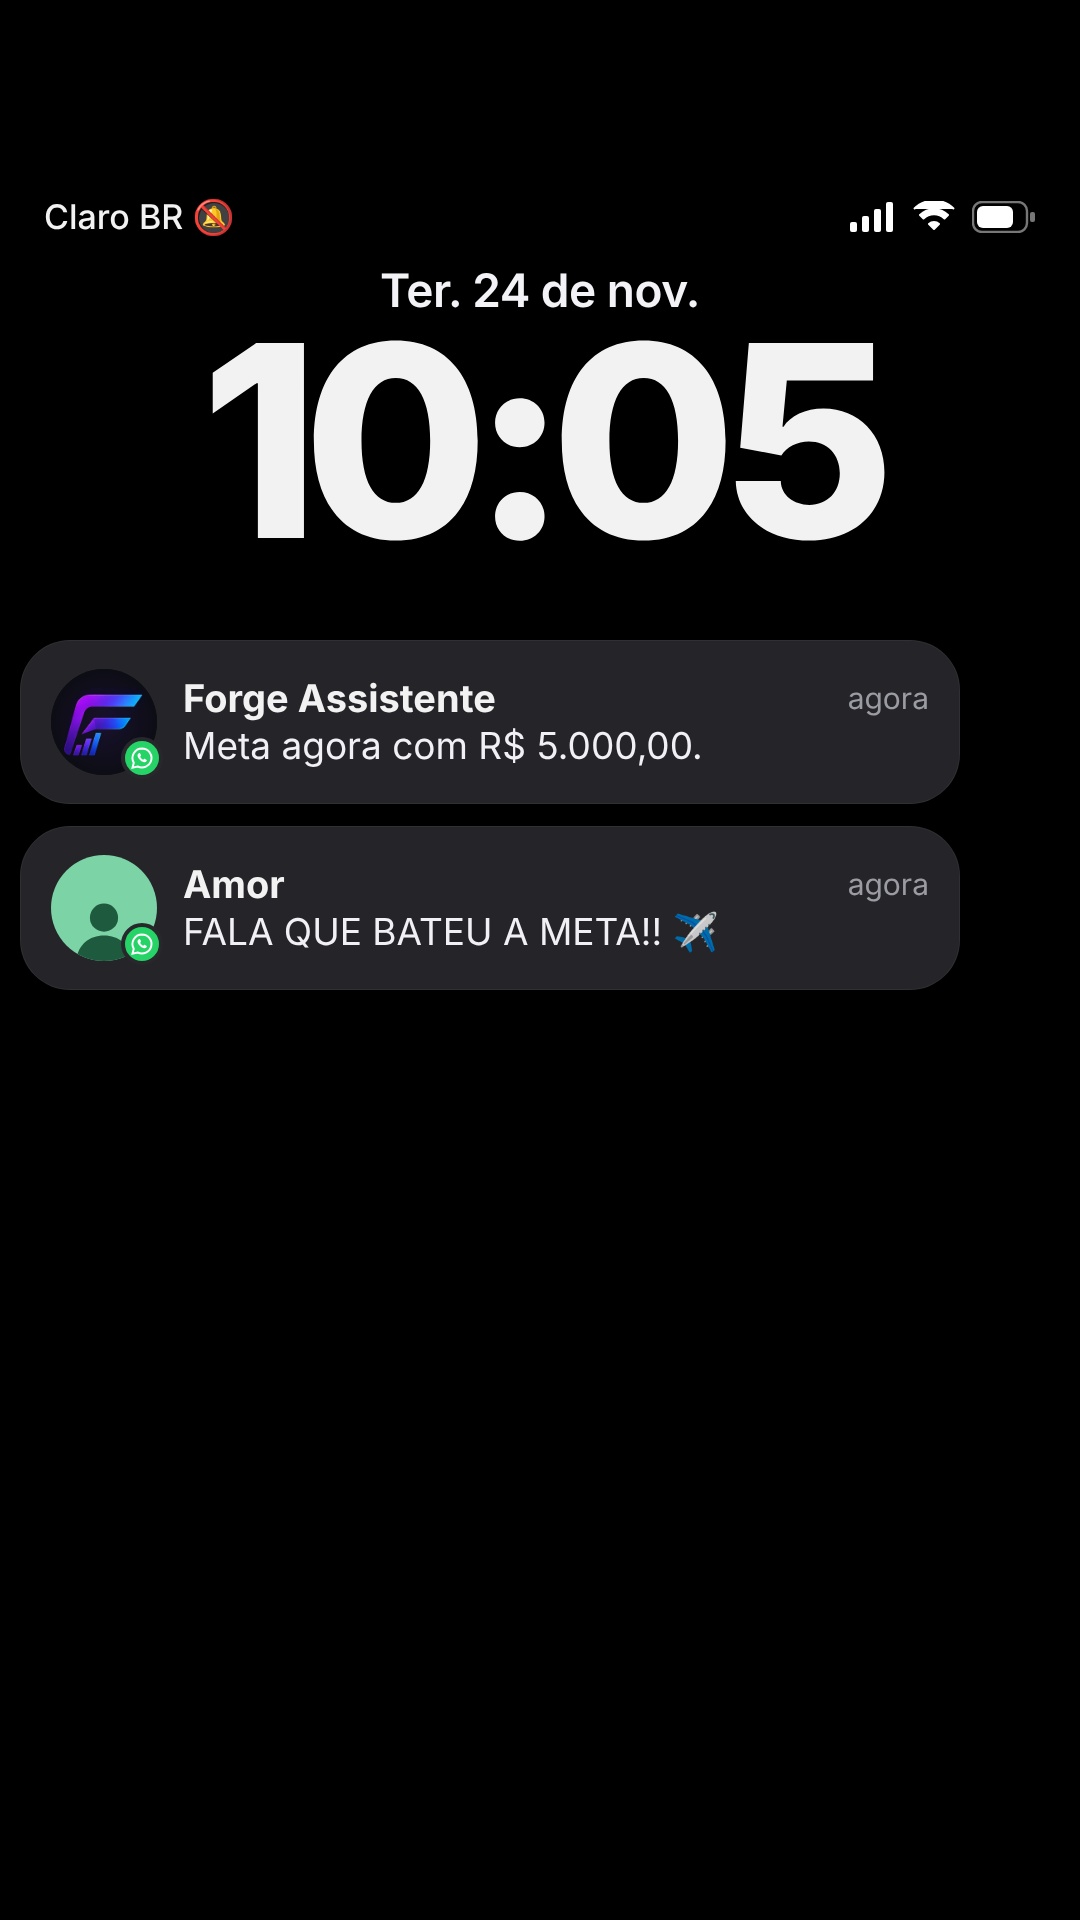 Claro BR 🔕
Ter. 24 de nov.
10:05
Forge Assistente
agora
Meta agora com R$ 5.000,00.
Amor
agora
FALA QUE BATEU A META!! ✈️